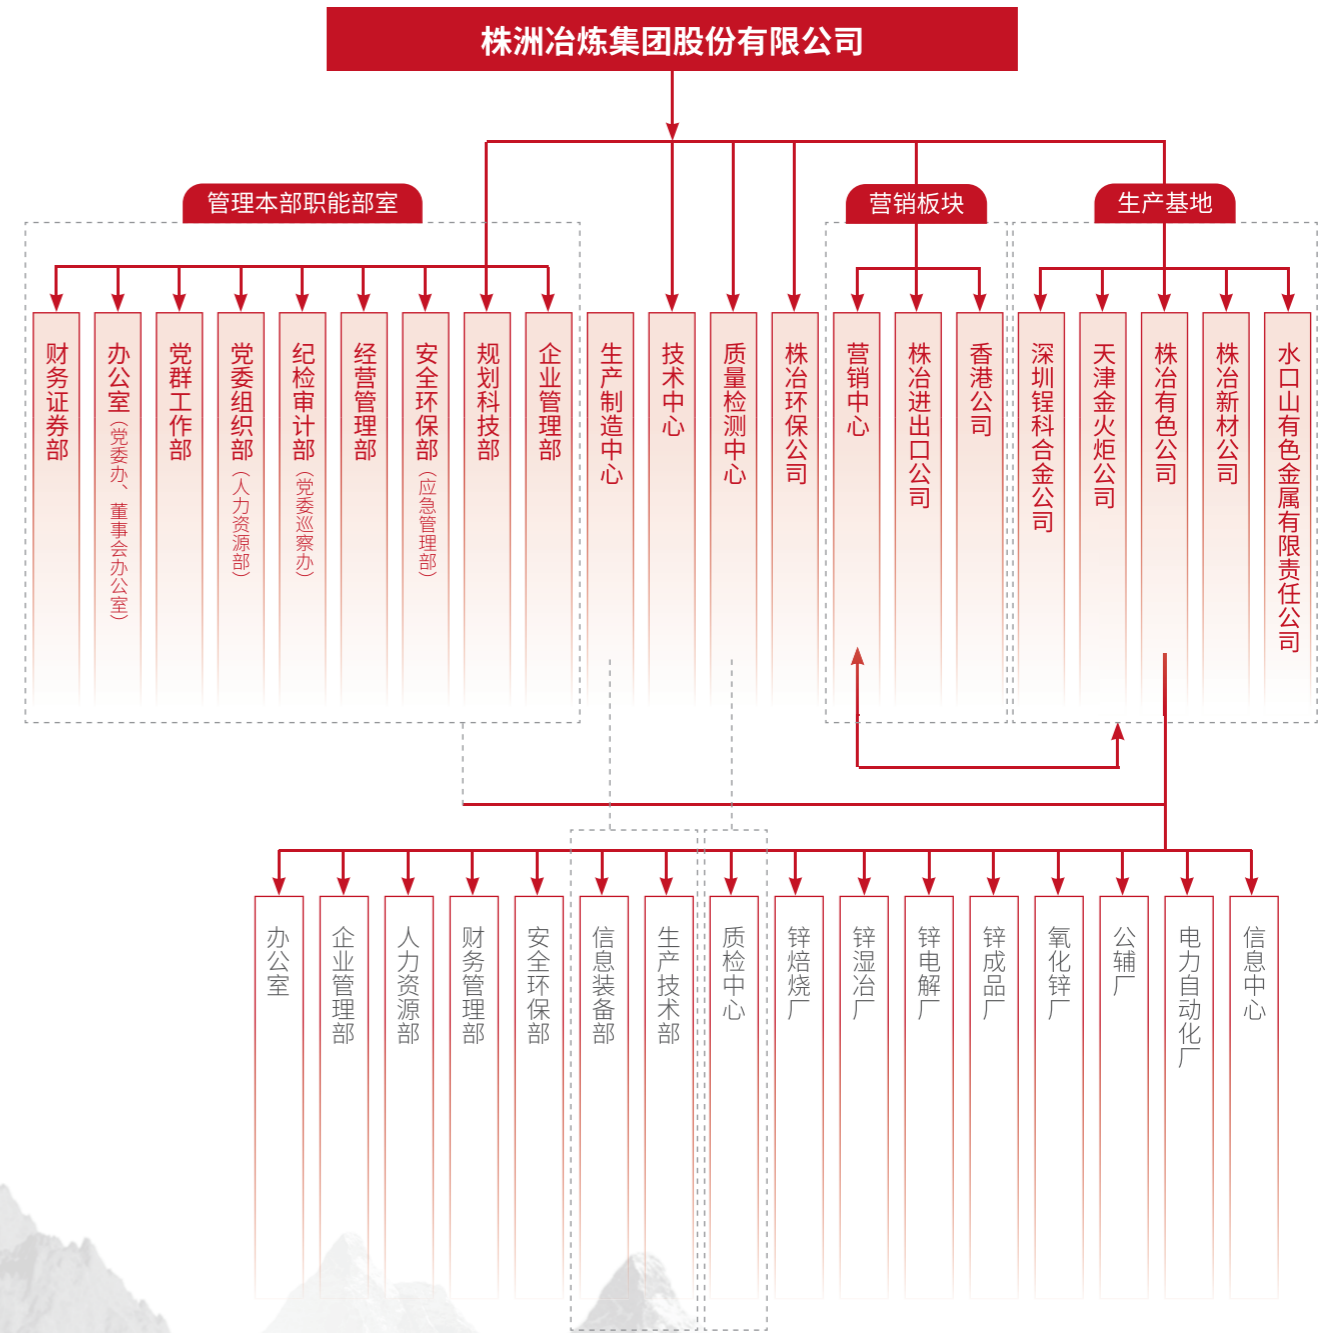 株洲冶炼集团股份有限公司
管理本部职能部室
营销板块
生产基地
财务证券部
办公室（党委办、董事会办公室）
党群工作部
党委组织部（人力资源部）
纪检审计部（党委巡察办）
经营管理部
安全环保部（应急管理部）
规划科技部
企业管理部
生产制造中心
技术中心
质量检测中心
株冶环保公司
营销中心
株冶进出口公司
香港公司
深圳锃科合金公司
天津金火炬公司
株冶有色公司
株冶新材公司
水口山有色金属有限责任公司
办公室
企业管理部
人力资源部
财务管理部
安全环保部
信息装备部
生产技术部
质检中心
锌焙烧厂
锌湿冶厂
锌电解厂
锌成品厂
氧化锌厂
公辅厂
电力自动化厂
信息中心